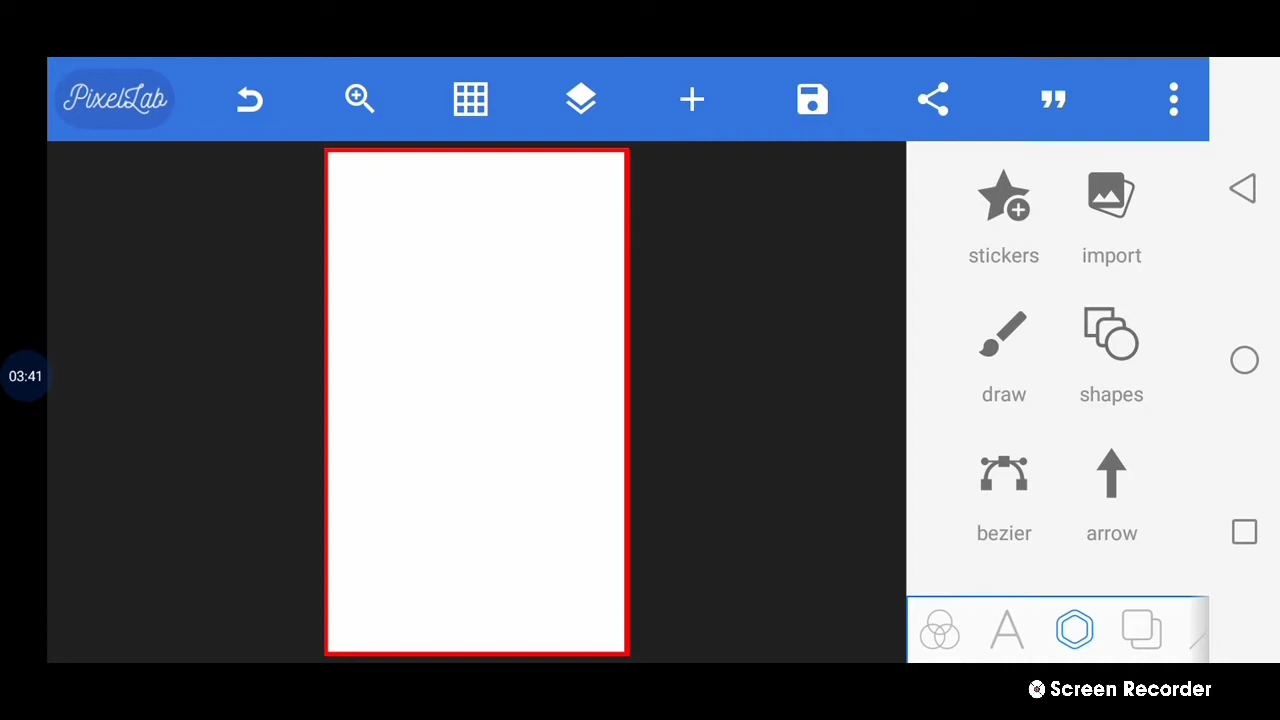 PixelLab
stickers import
03:41
draw shapes
bezier arrow
Screen Recorder